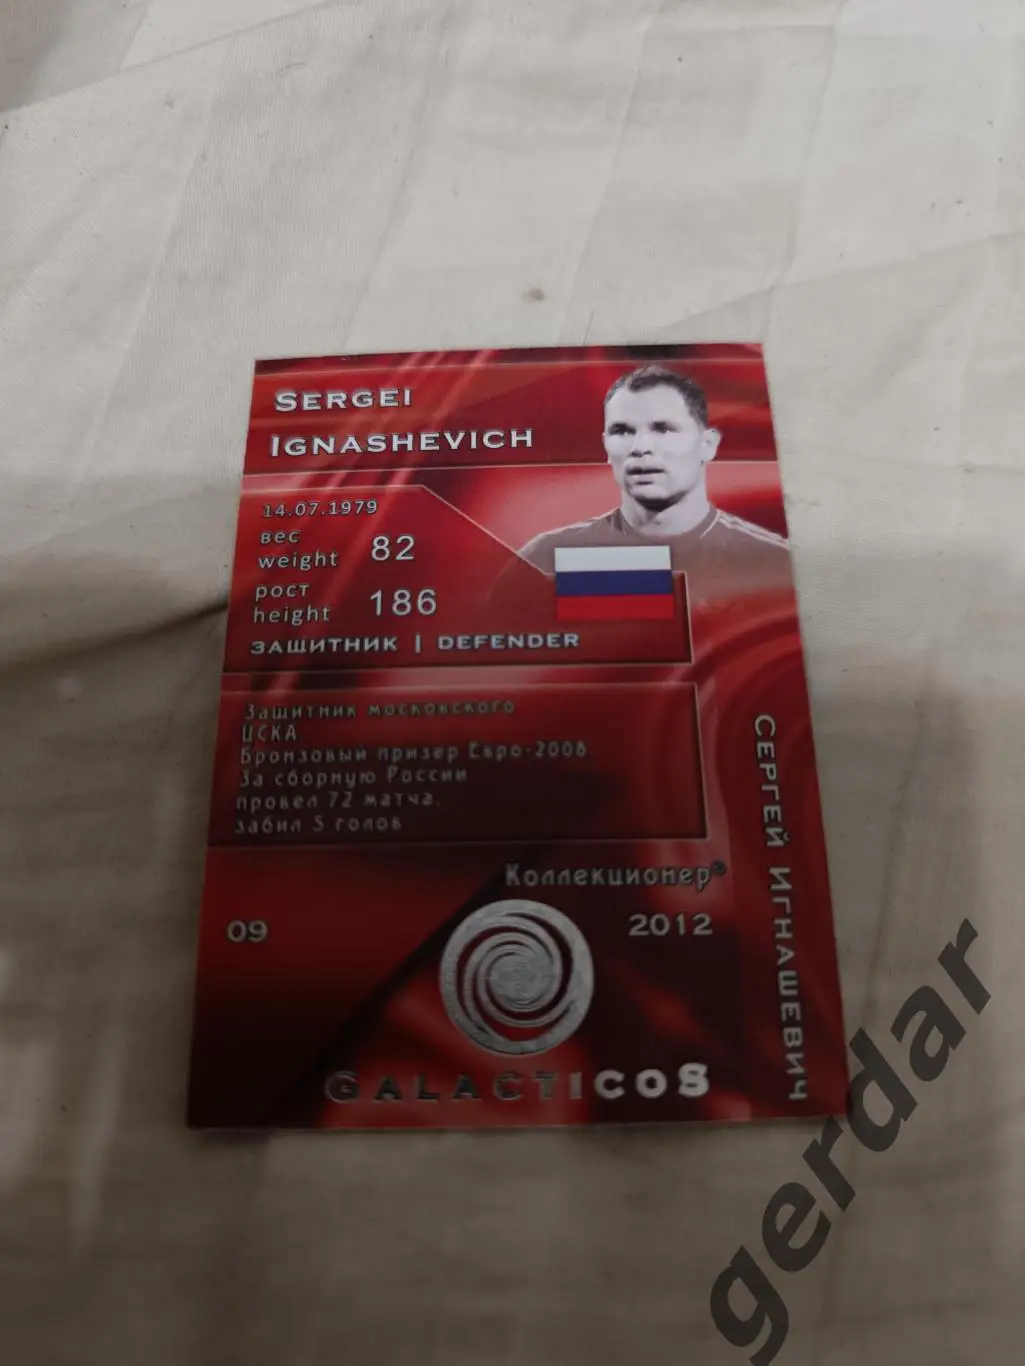 SERGEI
IGNASHEVICH
14.07.1979
вес
weight 82
рост
height 186
ЗАЩИТНИК | DEFENDER
Защитник московского
ЦСКА.
Бронзовый призер Евро-2008.
За сборную России
провел 72 матча,
забил 5 голов
СЕРГЕЙ ИГНАШЕВИЧ
Коллекционер®
09
2012
GALACTICOS
gerdar